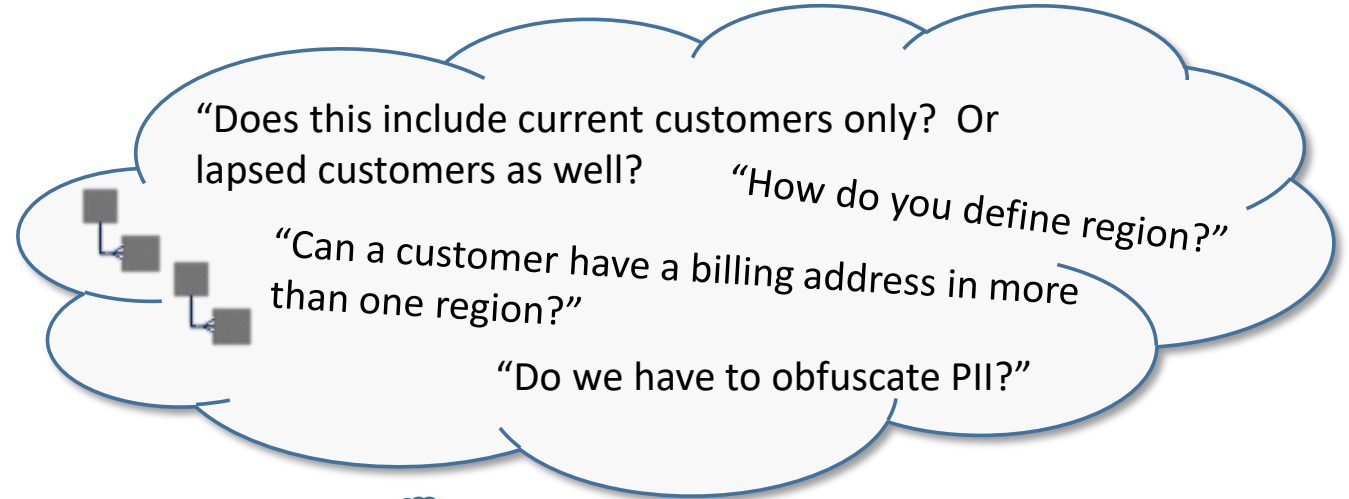 “Does this include current customers only?  Or
lapsed customers as well?
“How do you define region?”
“Can a customer have a billing address in more
than one region?”
“Do we have to obfuscate PII?”